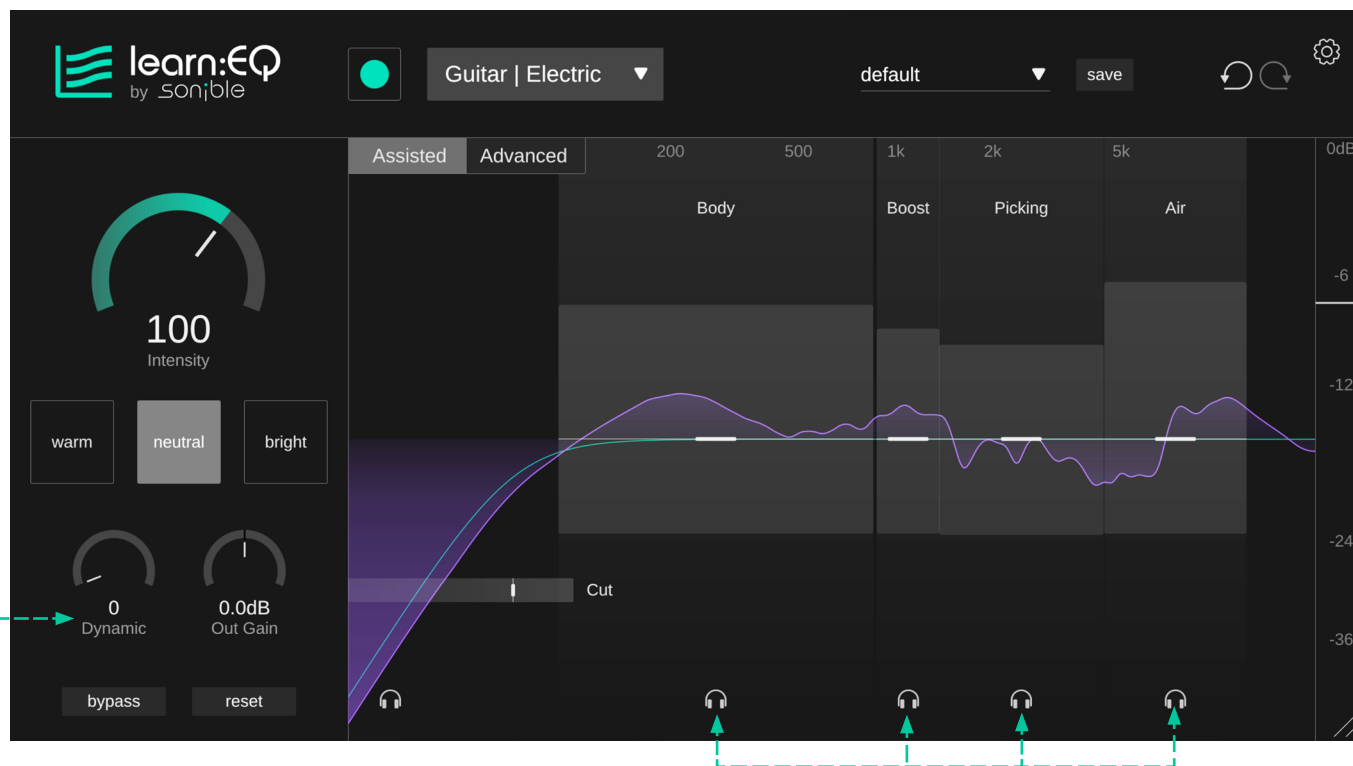 learn:EQ
by sonible
Guitar | Electric
default
save
Assisted
Advanced
200
500
1k
2k
5k
0dB
Body
Boost
Picking
Air
-6
-12
-24
-36
100
Intensity
warm
neutral
bright
0
Dynamic
0.0dB
Out Gain
Cut
bypass
reset